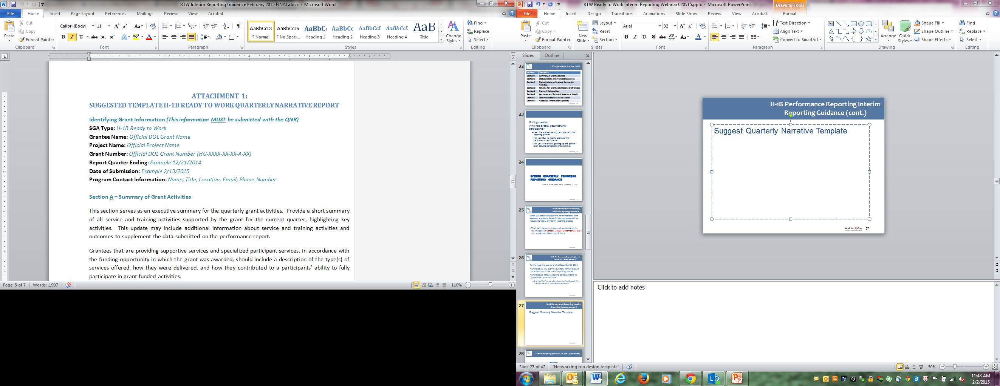 RTW Interim Reporting Guidance February 2015 FINAL.docx - Microsoft Word
File Home Insert Page Layout References Mailings Review View Acrobat
Paste
Cut
Copy
Format Painter
Clipboard
Calibri (Body) 11
Font
Paragraph
AaBbCcDc AaBbCcDc AaBbC AaBbCc AaBbCcI AaBbCcD AaB
¶ Normal ¶ No Spaci... Heading 1 Heading 2 Heading 3 Heading 4 Title
Change Styles
Styles
Find
Replace
Select
Editing
ATTACHMENT 1:
SUGGESTED TEMPLATE H-1B READY TO WORK QUARTERLY NARRATIVE REPORT
Identifying Grant Information (This information MUST be submitted with the QNR)
SGA Type: H-1B Ready to Work
Grantee Name: Official DOL Grant Name
Project Name: Official Project Name
Grant Number: Official DOL Grant Number (HG-XXXX-XX-XX-A-XX)
Report Quarter Ending: Example 12/21/2014
Date of Submission: Example 2/13/2015
Program Contact Information: Name, Title, Location, Email, Phone Number
Section A – Summary of Grant Activities
This section serves as an executive summary for the quarterly grant activities. Provide a short summary
of all service and training activities supported by the grant for the current quarter, highlighting key
activities. This update may include additional information about service and training activities and
outcomes to supplement the data submitted on the performance report.
Grantees that are providing supportive services and specialized participant services, in accordance with
the funding opportunity in which the grant was awarded, should include a description of the type(s) of
services offered, how they were delivered, and how they contributed to a participants’ ability to fully
participate in grant-funded activities.
Page: 5 of 7 Words: 1,997 110%
RTW Ready to Work Interim Reporting Webinar 020515.pptx - Microsoft PowerPoint
Drawing Tools
File Home Insert Design Transitions Animations Slide Show Review View Acrobat Format
Paste
Cut
Copy
Format Painter
Clipboard
New Slide
Layout
Reset
Section
Slides
Arial 32
Font
Text Direction
Align Text
Convert to SmartArt
Paragraph
Arrange
Quick Styles
Shape Fill
Shape Outline
Shape Effects
Drawing
Find
Replace
Select
Editing
Slides Outline
22
Components for the QNR
Sections Description
Section A Summary of Grant Activities
Section B Status Update on Leveraged Resources
Section C Status Update on Strategic Partnership
Activities
Section D Timeline for Grant Activities and Deliverables
Section E Status of Deliverables
Section F Key Issues and Technical Assistance Needs
Section G Best Practices and Success Stories
Section H Additional Information (optional)
23
Polling question
Who has already begun serving
participants?
–Yes! We started serving participants in this
reporting quarter.
–Not yet! But we plan to start serving
participants next quarter.
–Not yet! We are still gearing up and plan to
start serving participants this summer.
24
INTERIM QUARTERLY PROGRESS
REPORTING GUIDANCE
Effective for the quarter ending December 31, 2014
25
H-1B Performance Reporting
Interim Reporting Guidance
While ETA seeks OMB approval for standardized data
elements and forms, Ready To Work grantees will be
required to follow an interim reporting process.
• This interim reporting guidance is applicable for the
reporting period October 1, 2014 – December 31, 2014
with a due date of February 13, 2015.
26
H-1B Performance Reporting Interim
Reporting Guidance (cont.)
For the reporting quarter ending December 31, 2014:
• Grantees will only submit a quarterly narrative report
in HUB as part of the interim reporting process.
• Grantees will not be uploading participant data to
generate a QPR at this time.
27
H-1B Performance Reporting Interim
Reporting Guidance (cont.)
Suggest Quarterly Narrative Template
28
Please enter questions in the Chat Room!
H-1B Performance Reporting Interim
Reporting Guidance (cont.)
Suggest Quarterly Narrative Template
Workforce One 27
Click to add notes
Slide 27 of 42 "Networking trio design template" 50%
11:48 AM
2/2/2015